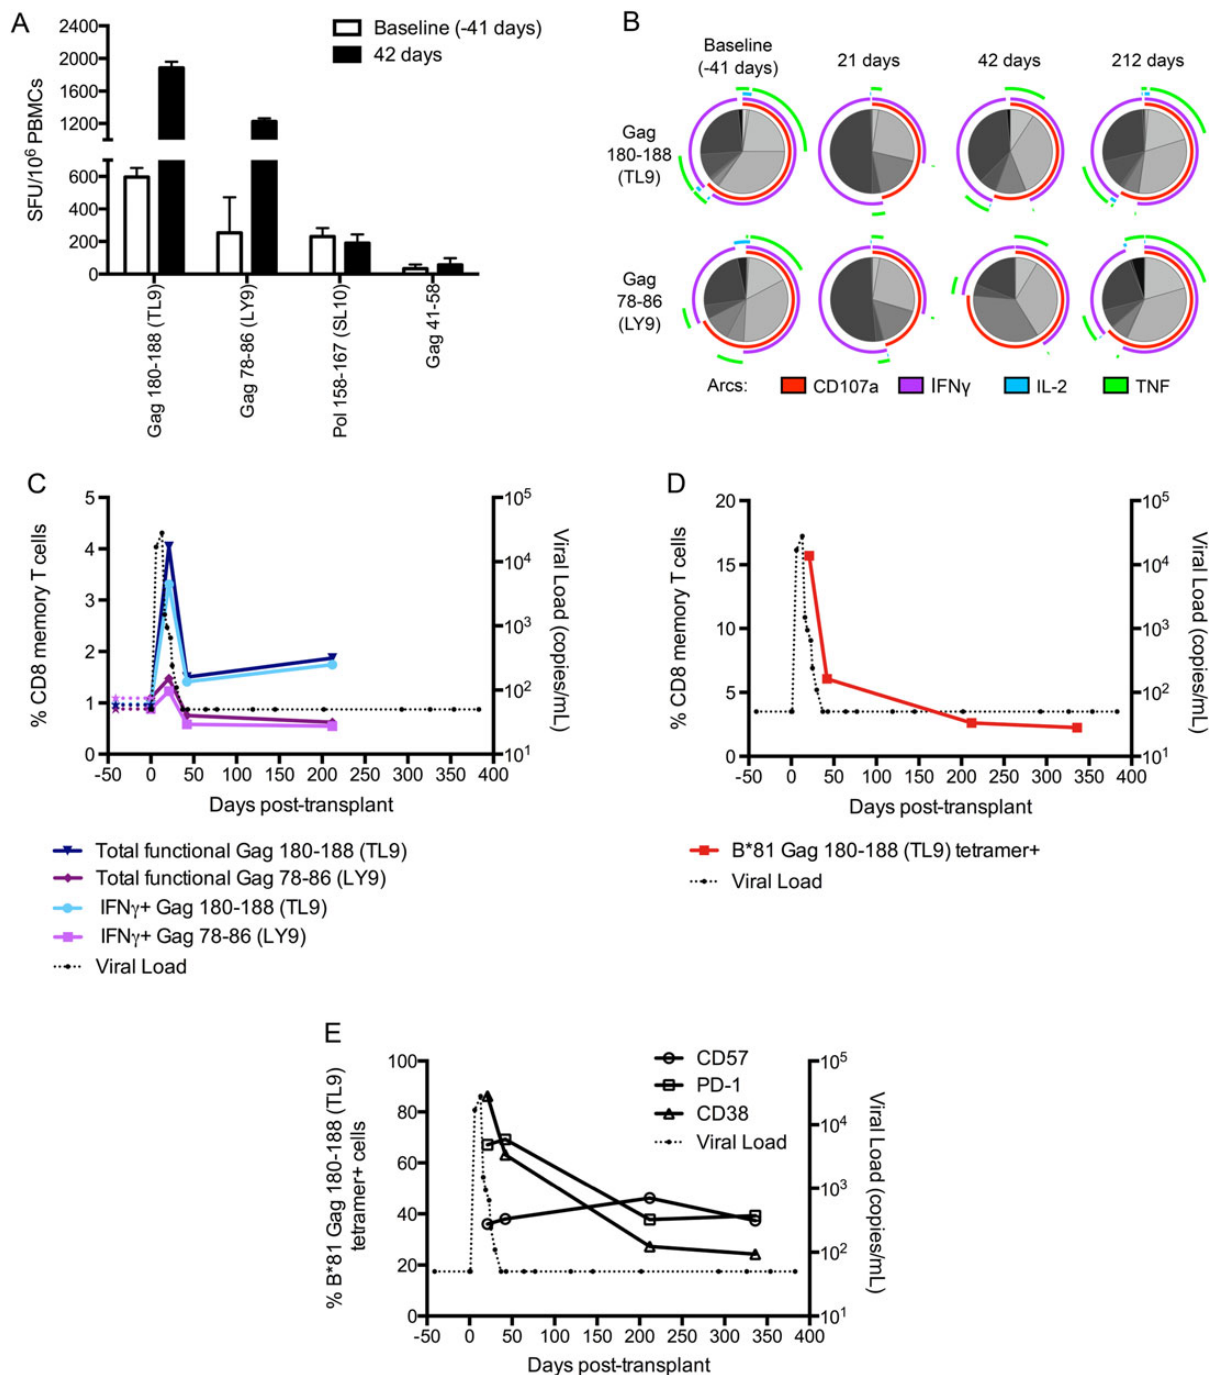 A
2400
2000
1600
1200
600
400
200
0
SFU/10⁶ PBMCs
Baseline (-41 days)
42 days
Gag 180-188 (TL9)
Gag 78-86 (LY9)
Pol 158-167 (SL10)
Gag 41-58
B
Baseline
(-41 days)
21 days
42 days
212 days
Gag
180-188
(TL9)
Gag
78-86
(LY9)
Arcs:
CD107a
IFNγ
IL-2
TNF
C
5
4
3
2
1
0
% CD8 memory T cells
10⁵
10⁴
10³
10²
10¹
Viral Load (copies/mL)
-50 0 50 100 150 200 250 300 350 400
Days post-transplant
Total functional Gag 180-188 (TL9)
Total functional Gag 78-86 (LY9)
IFNγ+ Gag 180-188 (TL9)
IFNγ+ Gag 78-86 (LY9)
Viral Load
D
20
15
10
5
0
% CD8 memory T cells
10⁵
10⁴
10³
10²
10¹
Viral Load (copies/mL)
-50 0 50 100 150 200 250 300 350 400
Days post-transplant
B*81 Gag 180-188 (TL9) tetramer+
Viral Load
E
100
80
60
40
20
0
% B*81 Gag 180-188 (TL9)
tetramer+ cells
CD57
PD-1
CD38
Viral Load
10⁵
10⁴
10³
10²
10¹
Viral Load (copies/mL)
-50 0 50 100 150 200 250 300 350 400
Days post-transplant